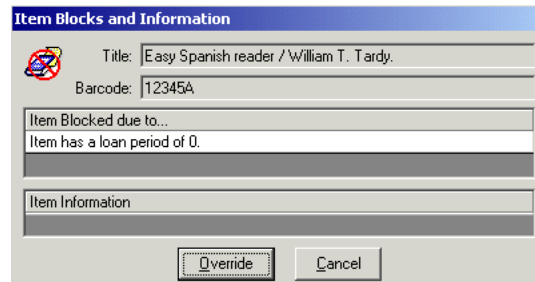 Item Blocks and Information
Title: Easy Spanish reader / William T. Tardy.
Barcode: 12345A
Item Blocked due to...
Item has a loan period of 0.
Item Information
Override Cancel